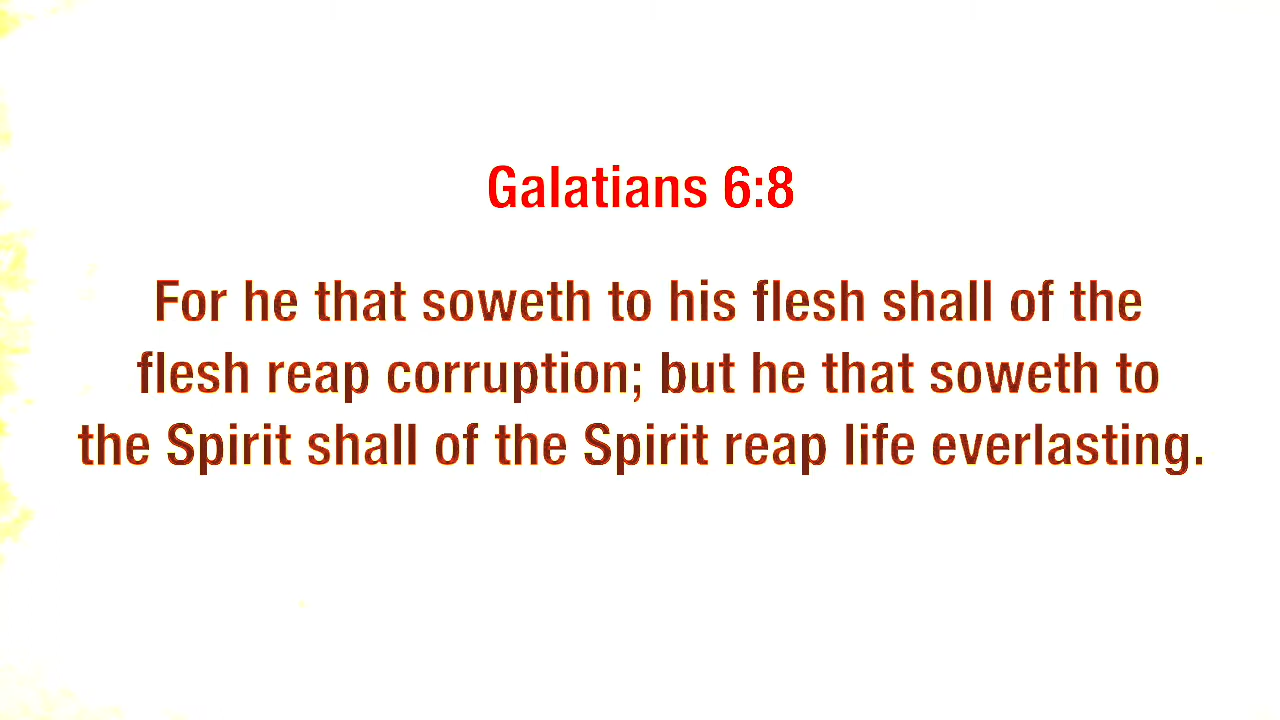 Galatians 6:8
For he that soweth to his flesh shall of the
flesh reap corruption; but he that soweth to
the Spirit shall of the Spirit reap life everlasting.